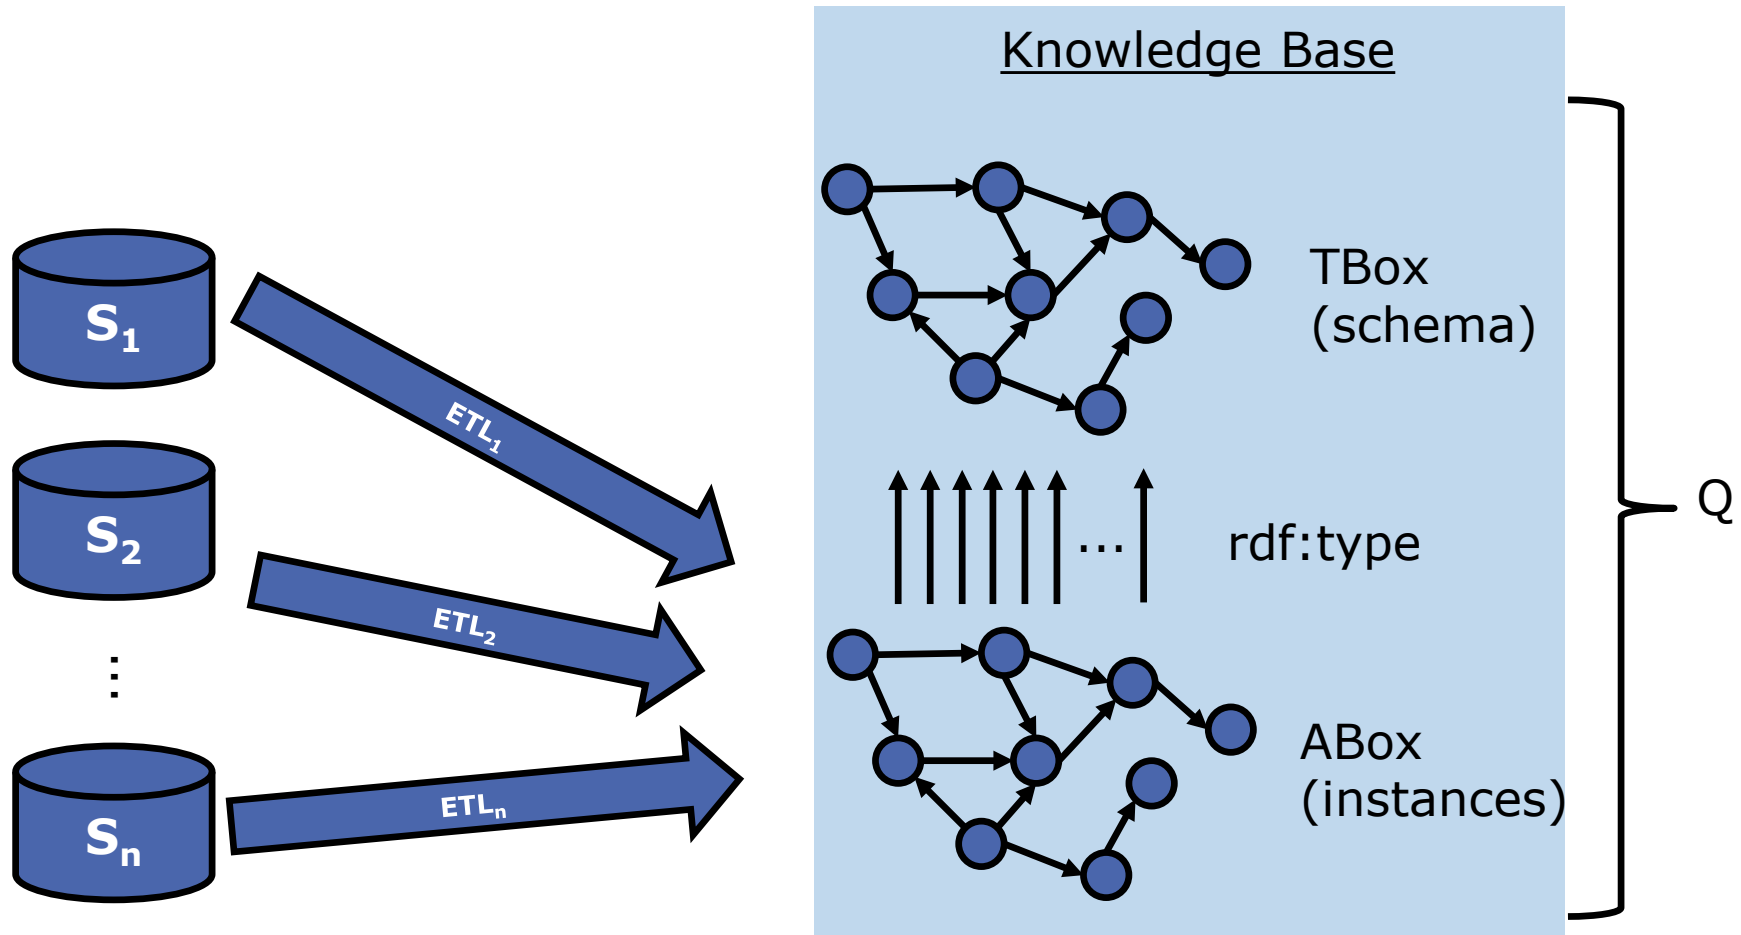 Knowledge Base
S1
ETL1
TBox
(schema)
S2
ETL2
... rdf:type
Q
...
Sn
ETLn
ABox
(instances)